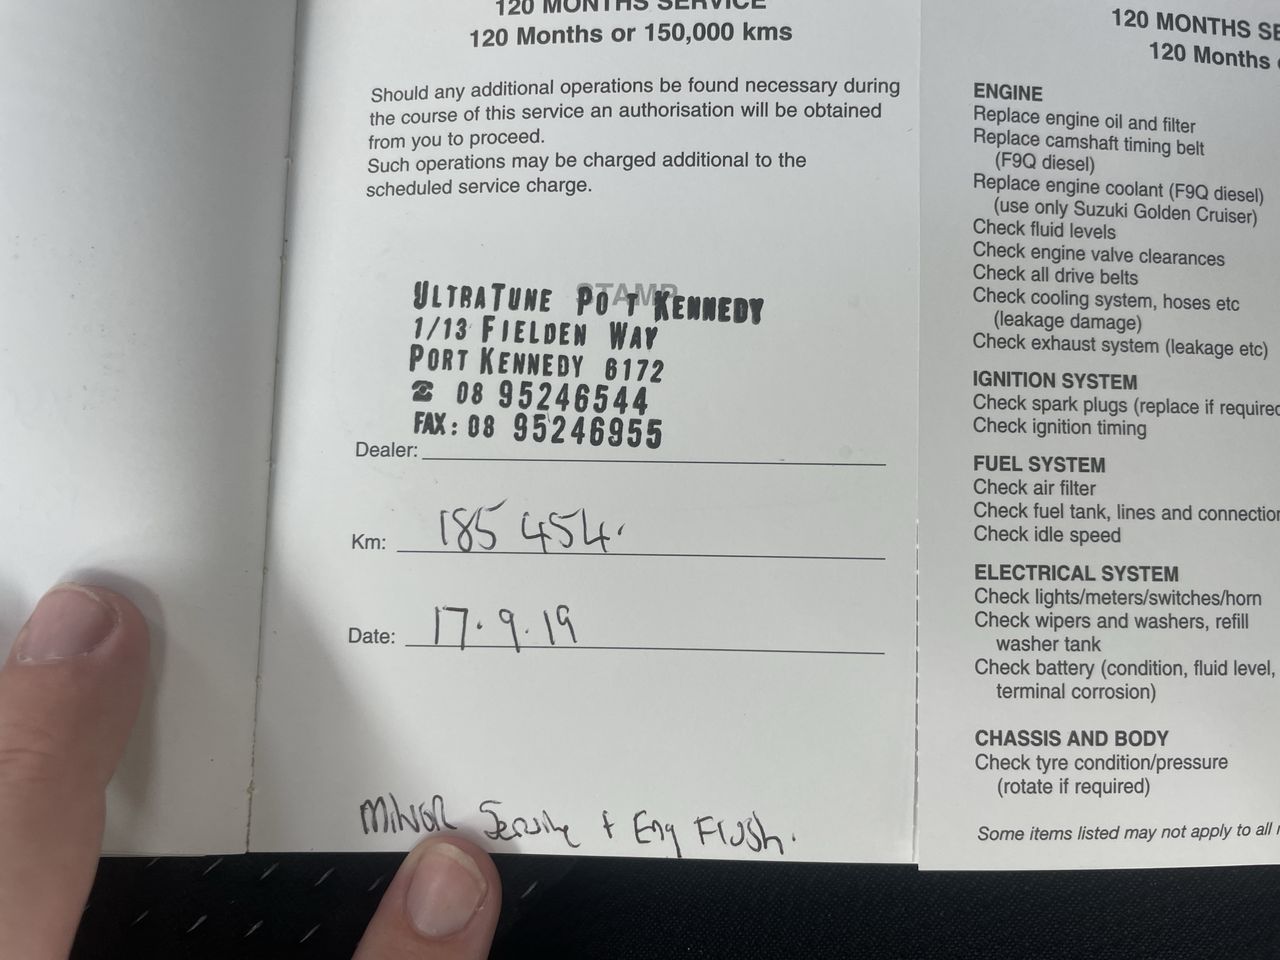 120 MONTHS SERVICE
120 Months or 150,000 kms
Should any additional operations be found necessary during
the course of this service an authorisation will be obtained
from you to proceed.
Such operations may be charged additional to the
scheduled service charge.
STAMP
ULTRATUNE PO T KENNEDY
1/13 FIELDEN WAY
PORT KENNEDY 6172
☎ 08 95246544
FAX: 08 95246955
Dealer:
Km: 185 454.
Date: 17.9.19
Minor Service + Eng Flush.
120 MONTHS SE
120 Months
ENGINE
Replace engine oil and filter
Replace camshaft timing belt
(F9Q diesel)
Replace engine coolant (F9Q diesel)
(use only Suzuki Golden Cruiser)
Check fluid levels
Check engine valve clearances
Check all drive belts
Check cooling system, hoses etc
(leakage damage)
Check exhaust system (leakage etc)
IGNITION SYSTEM
Check spark plugs (replace if required
Check ignition timing
FUEL SYSTEM
Check air filter
Check fuel tank, lines and connection
Check idle speed
ELECTRICAL SYSTEM
Check lights/meters/switches/horn
Check wipers and washers, refill
washer tank
Check battery (condition, fluid level,
terminal corrosion)
CHASSIS AND BODY
Check tyre condition/pressure
(rotate if required)
Some items listed may not apply to all